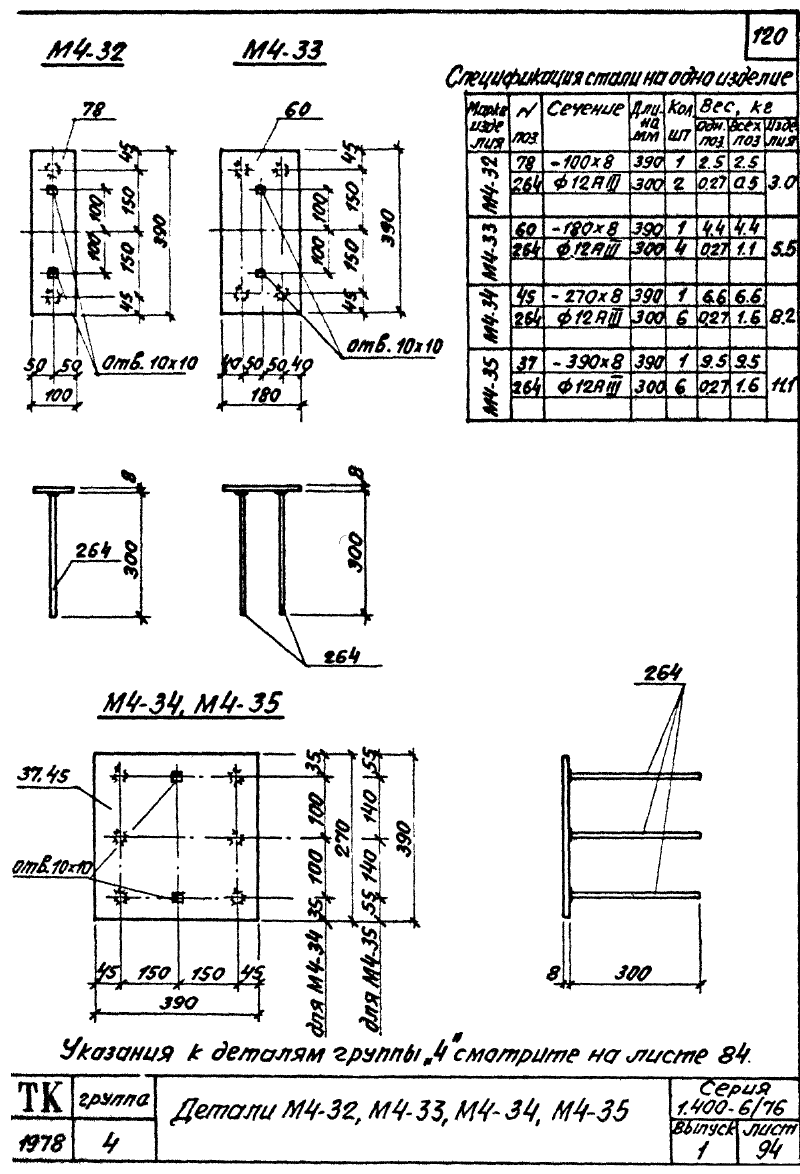 120
М4-32
М4-33
Спецификация стали на одно изделие
Марка изделия N поз Сечение Длина мм Кол шт Вес, кг
Одн. поз Всех поз Изделия
М4-32 78 -100x8 390 1 2.5 2.5 3.0
264 ф12АIII 300 2 0.27 0.5
М4-33 60 -180x8 390 1 4.4 4.4 5.5
264 ф12АIII 300 4 0.27 1.1
М4-34 45 -270x8 390 1 6.6 6.6 8.2
264 ф12АIII 300 6 0.27 1.6
М4-35 37 -390x8 390 1 9.5 9.5 11.1
264 ф12АIII 300 6 0.27 1.6
78
45
100 150
390
100 150
45
50 50
100
отв. 10x10
60
45
100 150
390
100 150
45
40 50 50 40
180
отв. 10x10
8
264
300
8
300
264
М4-34, М4-35
37.45
отв.10x10
35 55
100 140
270 390
100 140
35 55
для М4-34
для М4-35
45 150 150 45
390
264
8 300
Указания к деталям группы „4" смотрите на листе 84.
ТК группа
1978 4
Детали М4-32, М4-33, М4-34, М4-35
Серия
1.400-6/76
Выпуск лист
1 94